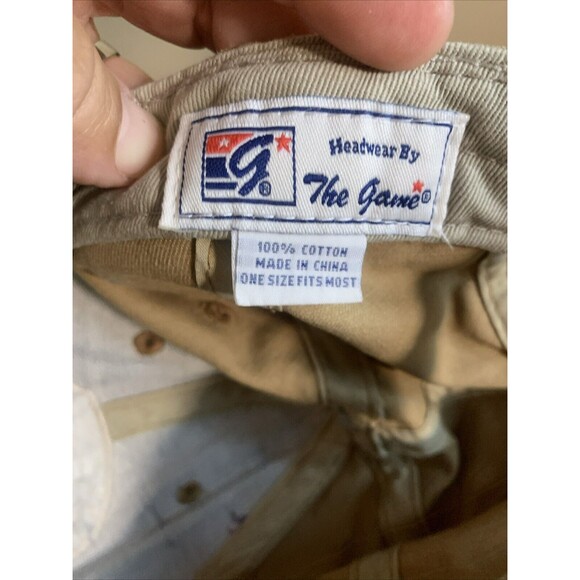 G®
Headwear By
The Game®
100% COTTON
MADE IN CHINA
ONE SIZE FITS MOST